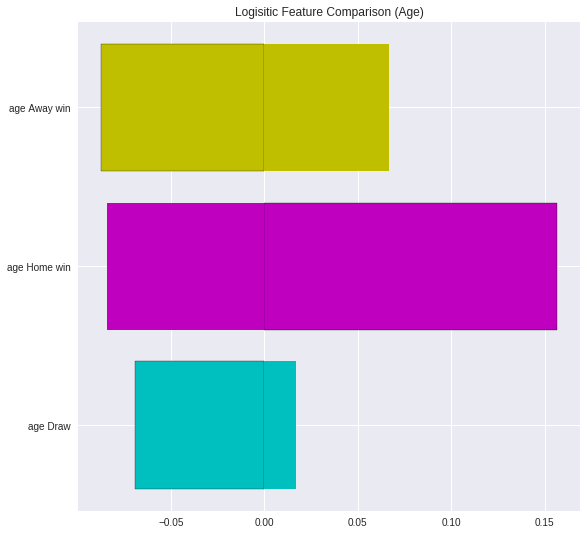 Logisitic Feature Comparison (Age)
age Away win
age Home win
age Draw
−0.05 0.00 0.05 0.10 0.15